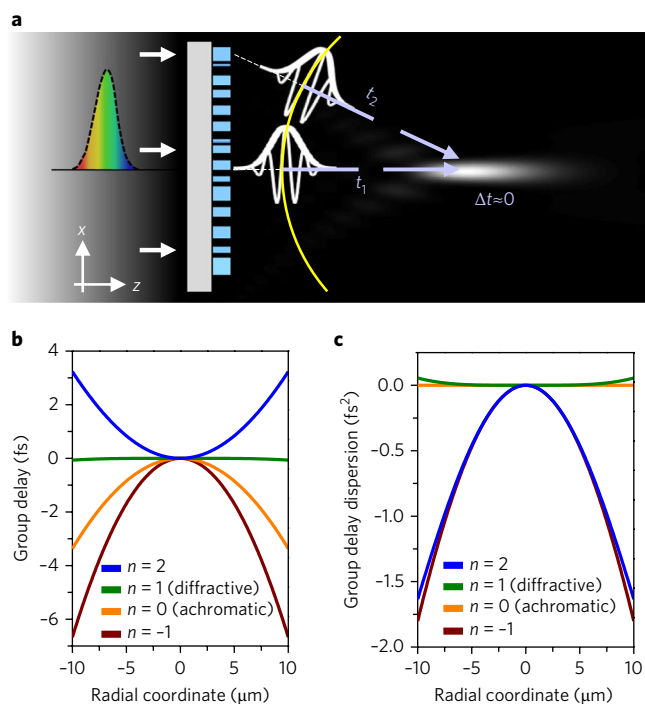 a
x
z
t₂
t₁
Δt≈0
b
Group delay (fs)
4
2
0
−2
−4
−6
n = 2
n = 1 (diffractive)
n = 0 (achromatic)
n = −1
−10 −5 0 5 10
Radial coordinate (μm)
c
Group delay dispersion (fs²)
0.0
−0.5
−1.0
−1.5
−2.0
n = 2
n = 1 (diffractive)
n = 0 (achromatic)
n = −1
−10 −5 0 5 10
Radial coordinate (μm)